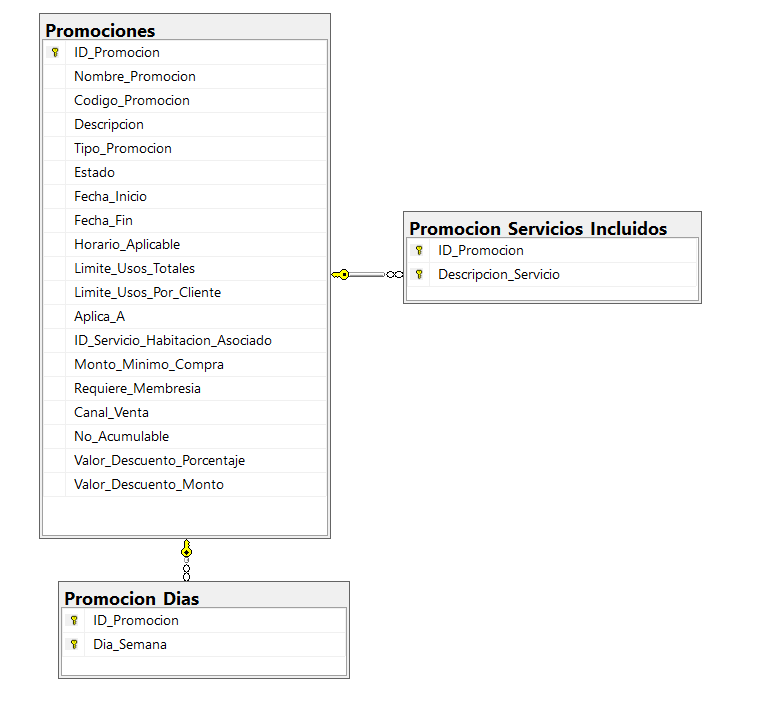 Promociones
ID_Promocion
Nombre_Promocion
Codigo_Promocion
Descripcion
Tipo_Promocion
Estado
Fecha_Inicio
Fecha_Fin
Horario_Aplicable
Limite_Usos_Totales
Limite_Usos_Por_Cliente
Aplica_A
ID_Servicio_Habitacion_Asociado
Monto_Minimo_Compra
Requiere_Membresia
Canal_Venta
No_Acumulable
Valor_Descuento_Porcentaje
Valor_Descuento_Monto
Promocion Servicios Incluidos
ID_Promocion
Descripcion_Servicio
Promocion Dias
ID_Promocion
Dia_Semana